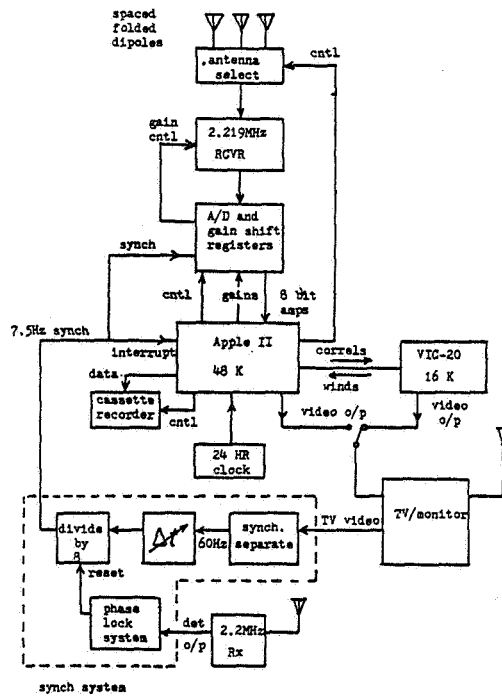 spaced
folded
dipoles
antenna
select
cntl
gain
cntl
2.219MHz
RCVR
A/D and
gain shift
registers
synch
cntl
gains
8 bit
amps
7.5Hz synch
interrupt
Apple II
48 K
correls
winds
VIC-20
16 K
data
cassette
recorder
cntl
video o/p
video
o/p
24 HR
clock
TV/monitor
divide
by
8
reset
Δt
60Hz
synch.
separate
TV video
phase
lock
system
det
o/p
2.2MHz
Rx
synch system